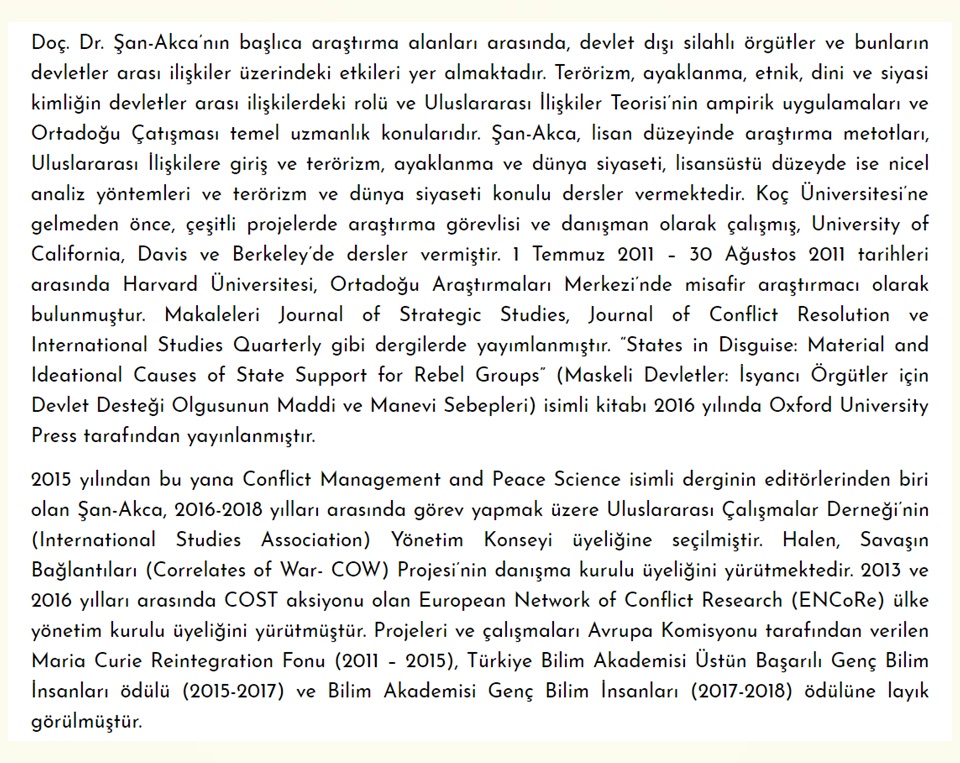 Doç. Dr. Şan-Akca’nın başlıca araştırma alanları arasında, devlet dışı silahlı örgütler ve bunların
devletler arası ilişkiler üzerindeki etkileri yer almaktadır. Terörizm, ayaklanma, etnik, dini ve siyasi
kimliğin devletler arası ilişkilerdeki rolü ve Uluslararası İlişkiler Teorisi’nin ampirik uygulamaları ve
Ortadoğu Çatışması temel uzmanlık konularıdır. Şan-Akca, lisan düzeyinde araştırma metotları,
Uluslararası İlişkilere giriş ve terörizm, ayaklanma ve dünya siyaseti, lisansüstü düzeyde ise nicel
analiz yöntemleri ve terörizm ve dünya siyaseti konulu dersler vermektedir. Koç Üniversitesi’ne
gelmeden önce, çeşitli projelerde araştırma görevlisi ve danışman olarak çalışmış, University of
California, Davis ve Berkeley’de dersler vermiştir. 1 Temmuz 2011 – 30 Ağustos 2011 tarihleri
arasında Harvard Üniversitesi, Ortadoğu Araştırmaları Merkezi’nde misafir araştırmacı olarak
bulunmuştur. Makaleleri Journal of Strategic Studies, Journal of Conflict Resolution ve
International Studies Quarterly gibi dergilerde yayımlanmıştır. “States in Disguise: Material and
Ideational Causes of State Support for Rebel Groups” (Maskeli Devletler: İsyancı Örgütler için
Devlet Desteği Olgusunun Maddi ve Manevi Sebepleri) isimli kitabı 2016 yılında Oxford University
Press tarafından yayınlanmıştır.
2015 yılından bu yana Conflict Management and Peace Science isimli derginin editörlerinden biri
olan Şan-Akca, 2016-2018 yılları arasında görev yapmak üzere Uluslararası Çalışmalar Derneği’nin
(International Studies Association) Yönetim Konseyi üyeliğine seçilmiştir. Halen, Savaşın
Bağlantıları (Correlates of War- COW) Projesi’nin danışma kurulu üyeliğini yürütmektedir. 2013 ve
2016 yılları arasında COST aksiyonu olan European Network of Conflict Research (ENCoRe) ülke
yönetim kurulu üyeliğini yürütmüştür. Projeleri ve çalışmaları Avrupa Komisyonu tarafından verilen
Maria Curie Reintegration Fonu (2011 – 2015), Türkiye Bilim Akademisi Üstün Başarılı Genç Bilim
İnsanları ödülü (2015-2017) ve Bilim Akademisi Genç Bilim İnsanları (2017-2018) ödülüne layık
görülmüştür.